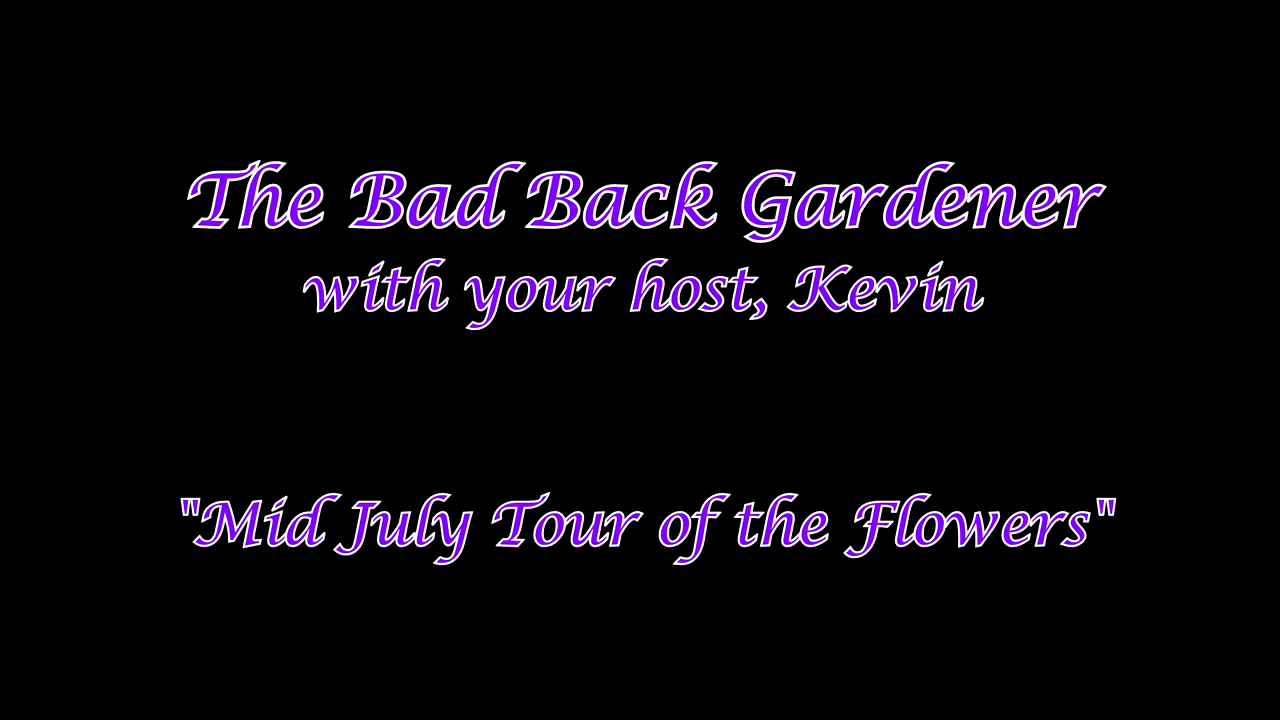 The Bad Back Gardener
with your host, Kevin
"Mid July Tour of the Flowers"